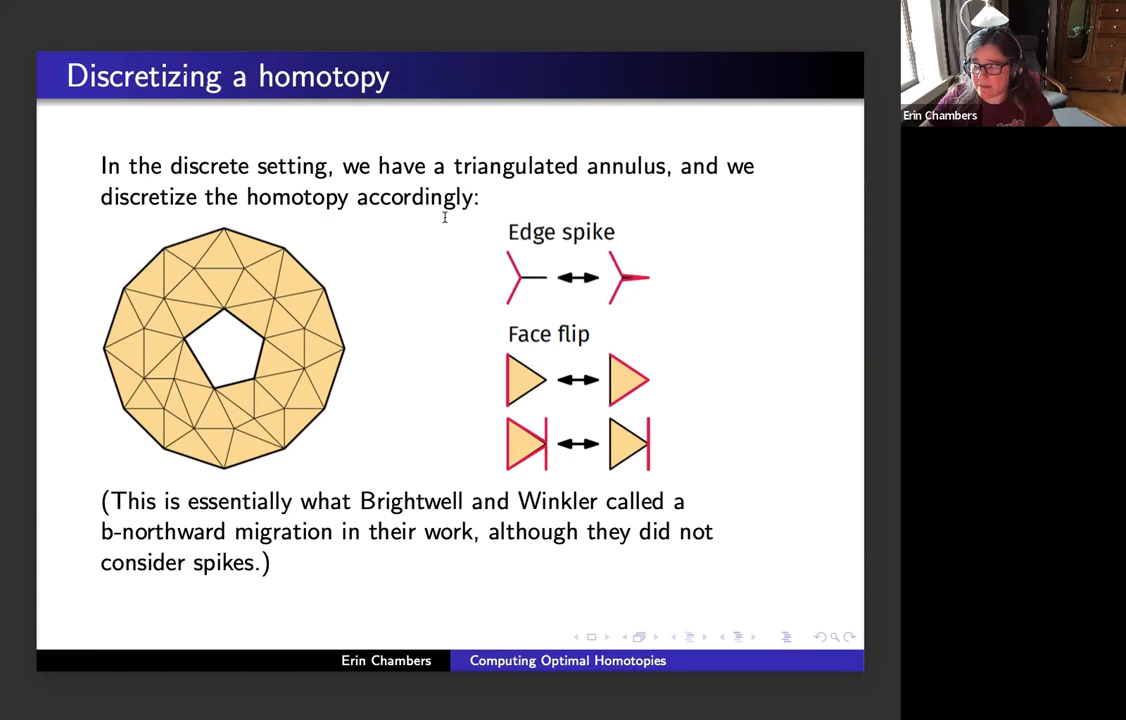 Discretizing a homotopy
In the discrete setting, we have a triangulated annulus, and we
discretize the homotopy accordingly:
Edge spike
Face flip
(This is essentially what Brightwell and Winkler called a
b-northward migration in their work, although they did not
consider spikes.)
Erin Chambers
Computing Optimal Homotopies
Erin Chambers